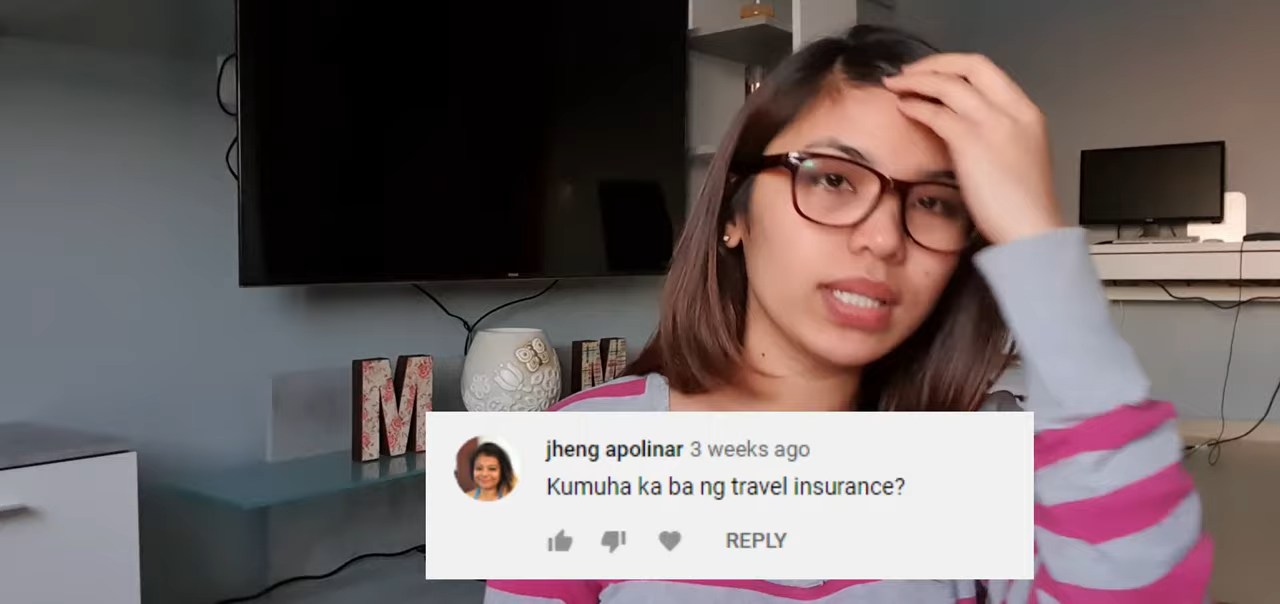 M
M
jheng apolinar 3 weeks ago
Kumuha ka ba ng travel insurance?
REPLY